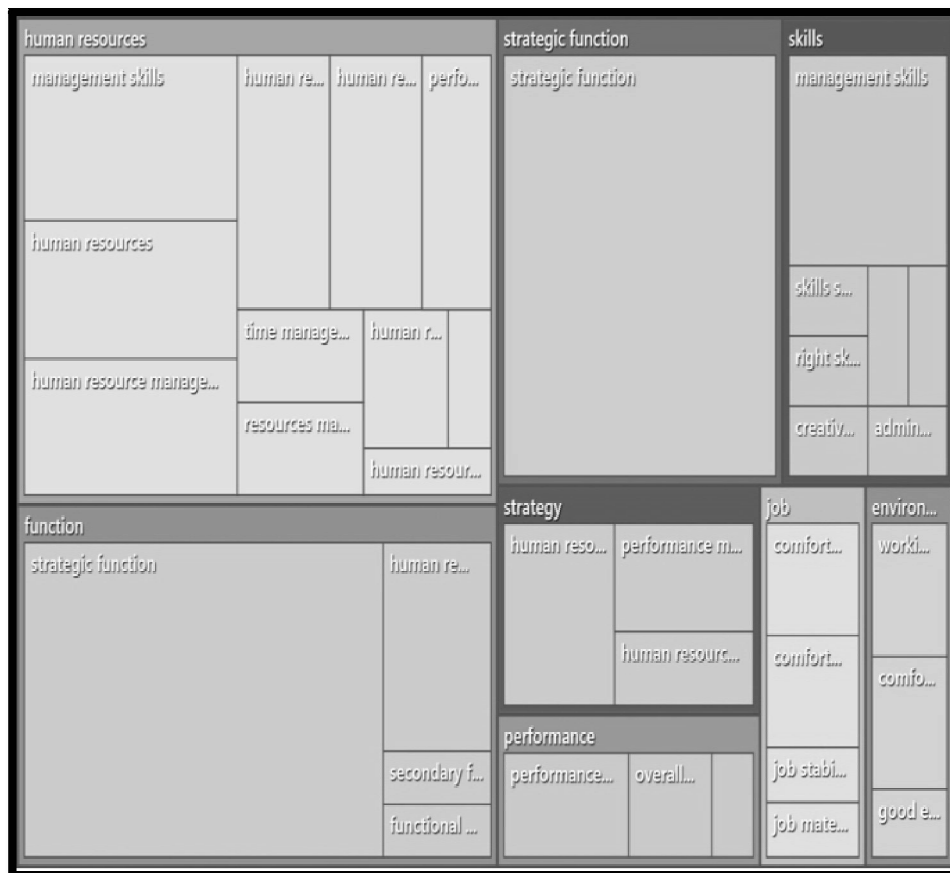 human resources
management skills
human re...
human re...
perfo...
human resources
human resource manage...
time manage...
human r...
resources ma...
human resour...
strategic function
strategic function
skills
management skills
skills s...
right sk...
creativ...
admin...
function
strategic function
human re...
secondary f...
functional ...
strategy
human reso...
performance m...
human resourc...
performance
performance...
overall...
job
comfort...
comfort...
job stabi...
job mate...
environ...
worki...
comfo...
good e...